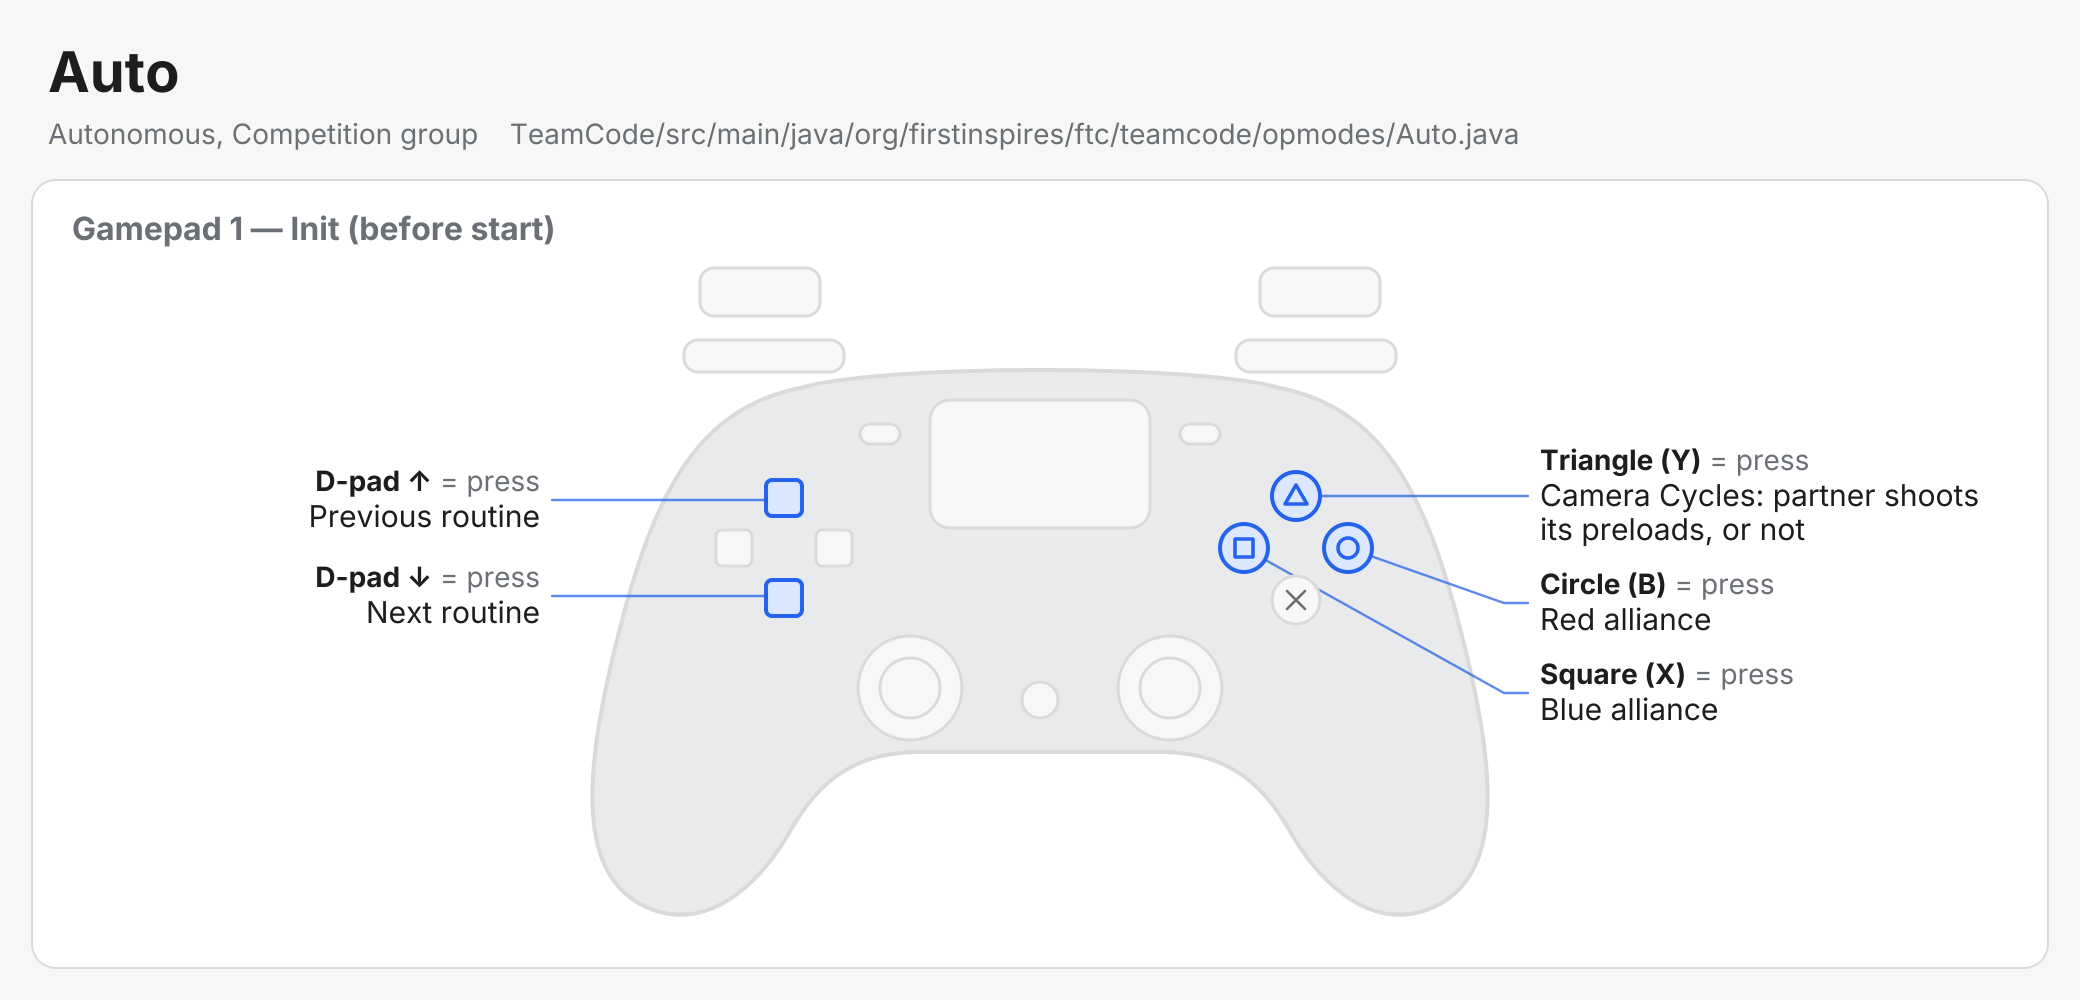 Auto
Autonomous, Competition group TeamCode/src/main/java/org/firstinspires/ftc/teamcode/opmodes/Auto.java
Gamepad 1 — Init (before start)
D-pad ↑ = press
Previous routine
D-pad ↓ = press
Next routine
Triangle (Y) = press
Camera Cycles: partner shoots
its preloads, or not
Circle (B) = press
Red alliance
Square (X) = press
Blue alliance